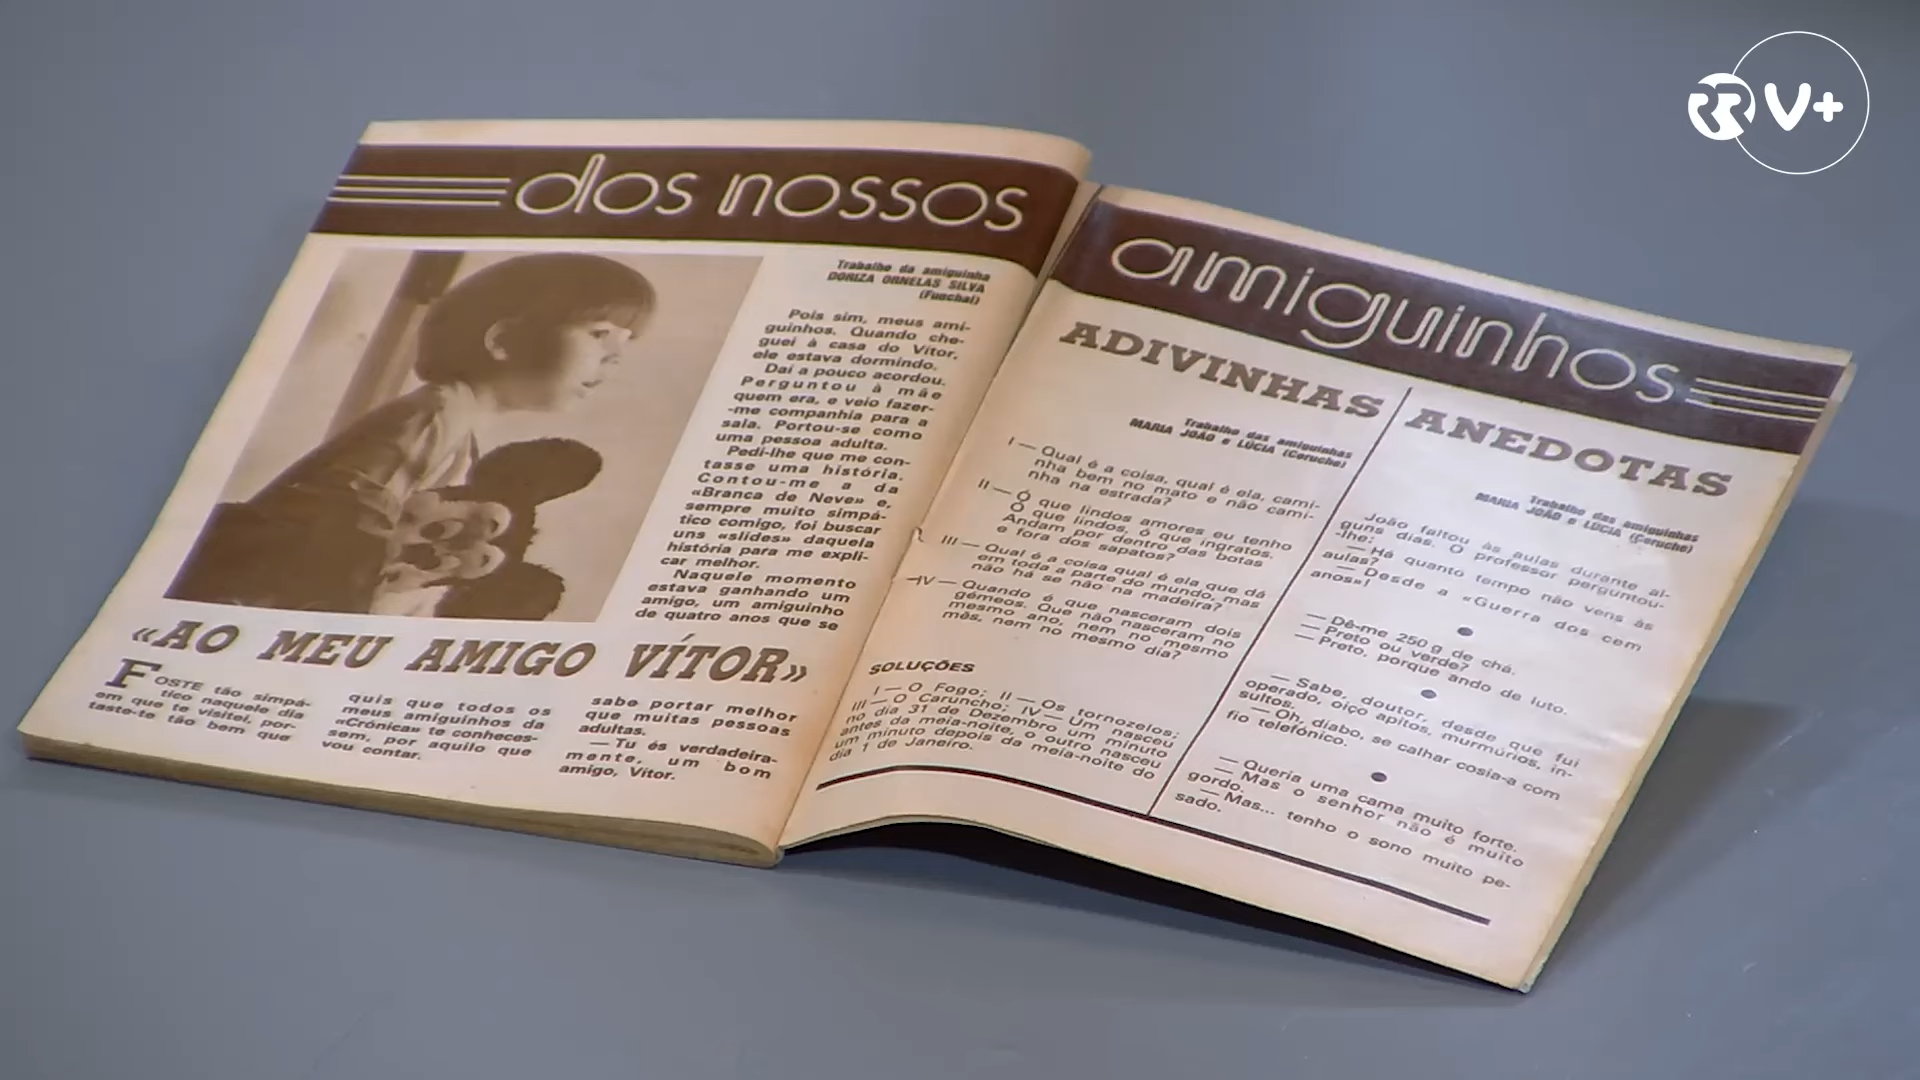 V+
dos nossos
Trabalho da amiguinha
DORIZA ORNELAS SILVA
(Funchal)
Pois sim, meus ami-
guinhos. Quando che-
guei à casa do Vítor,
ele estava dormindo.
Daí a pouco acordou.
Perguntou à mãe
quem era, e veio fazer-
-me companhia para a
sala. Portou-se como
uma pessoa adulta.
Pedi-lhe que me con-
tasse uma história.
Contou-me a da
«Branca de Neve» e,
sempre muito simpá-
tico comigo, foi buscar
uns «slides» daquela
história para me expli-
car melhor.
Naquele momento
estava ganhando um
amigo, um amiguinho
de quatro anos que se
«AO MEU AMIGO VÍTOR»
FOSTE tão simpá-
tico naquele dia
em que te visitei, por-
taste-te tão bem que
quis que todos os
meus amiguinhos da
«Crónica» te conheces-
sem, por aquilo que
vou contar.
sabe portar melhor
que muitas pessoas
adultas.
— Tu és verdadeira-
mente, um bom
amigo, Vítor.
amiguinhos
ADIVINHAS
Trabalho das amiguinhas
MARIA JOÃO e LÚCIA (Coruche)
I — Qual é a coisa, qual é ela, cami-
nha bem no mato e não cami-
nha na estrada?
II — Ó que lindos amores eu tenho
Ó que lindos, ó que ingratos.
Andam por dentro das botas
e fora dos sapatos?
III — Qual é a coisa qual é ela que dá
em toda a parte do mundo, mas
não há se não na madeira?
IV — Quando é que nasceram dois
gémeos. Que não nasceram no
mesmo ano, nem no mesmo
mês, nem no mesmo dia?
SOLUÇÕES
I — O Fogo; II — Os tornozelos;
III — O Caruncho; IV — Um nasceu
no dia 31 de Dezembro um minuto
antes da meia-noite, o outro nasceu
um minuto depois da meia-noite do
dia 1 de Janeiro.
ANEDOTAS
Trabalho das amiguinhas
MARIA JOÃO e LÚCIA (Coruche)
João faltou às aulas durante al-
guns dias. O professor perguntou-
-lhe:
— Há quanto tempo não vens às
aulas?
— Desde a «Guerra dos cem
anos»!
— Dê-me 250 g de chá.
— Preto ou verde?
— Preto, porque ando de luto.
— Sabe, doutor, desde que fui
operado, oiço apitos, murmúrios, in-
sultos.
— Oh, diabo, se calhar cosia-a com
fio telefónico.
— Queria uma cama muito forte.
— Mas o senhor não é muito
gordo.
— Mas... tenho o sono muito pe-
sado.